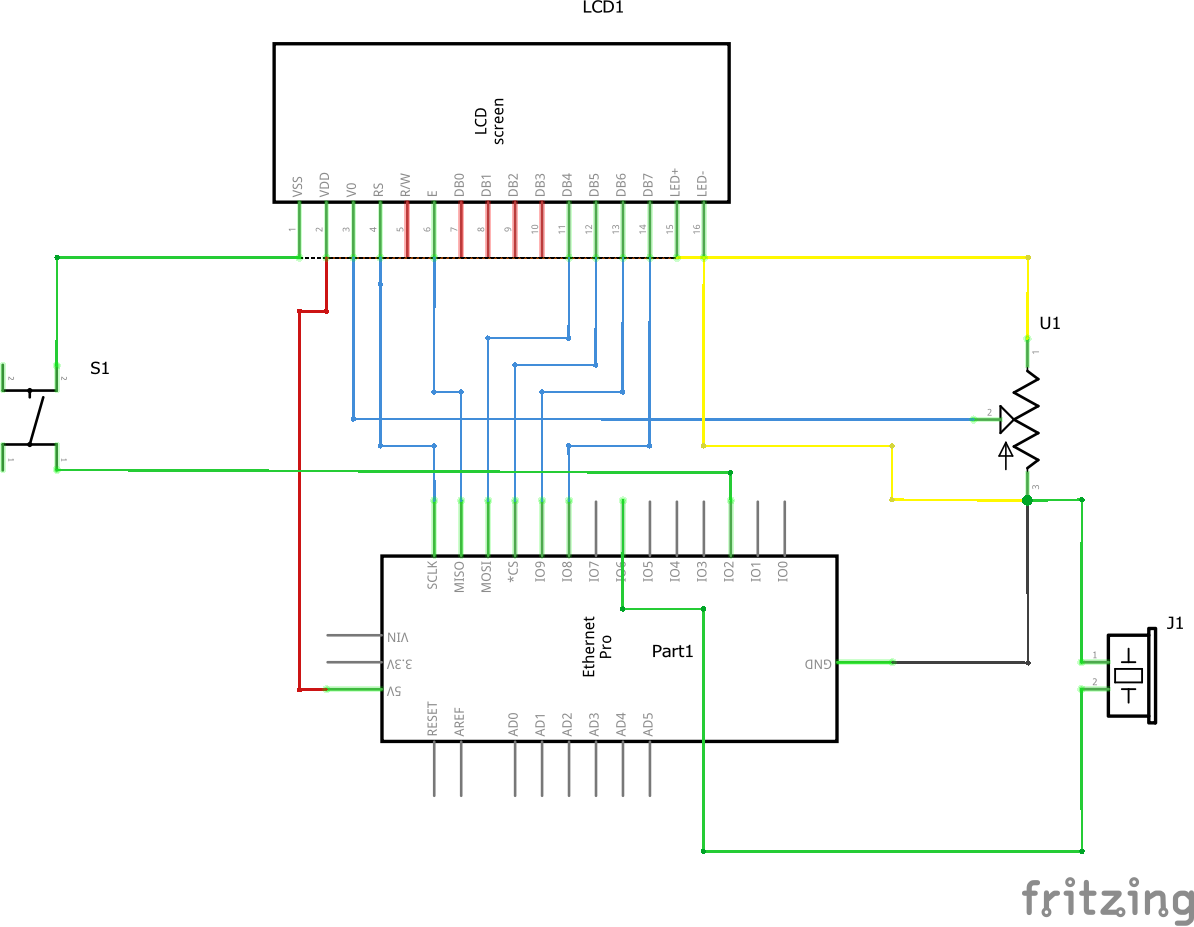 LCD1
LCD
screen
VSS
VDD
V0
RS
R/W
E
DB0
DB1
DB2
DB3
DB4
DB5
DB6
DB7
LED+
LED-
1
2
3
4
5
6
7
8
9
10
11
12
13
14
15
16
U1
1
2
3
S1
2
2
1
1
SCLK
MISO
MOSI
*CS
IO9
IO8
IO7
IO6
IO5
IO4
IO3
IO2
IO1
IO0
VIN
3.3V
5V
Ethernet
Pro
Part1
GND
RESET
AREF
AD0
AD1
AD2
AD3
AD4
AD5
J1
1
2
fritzing